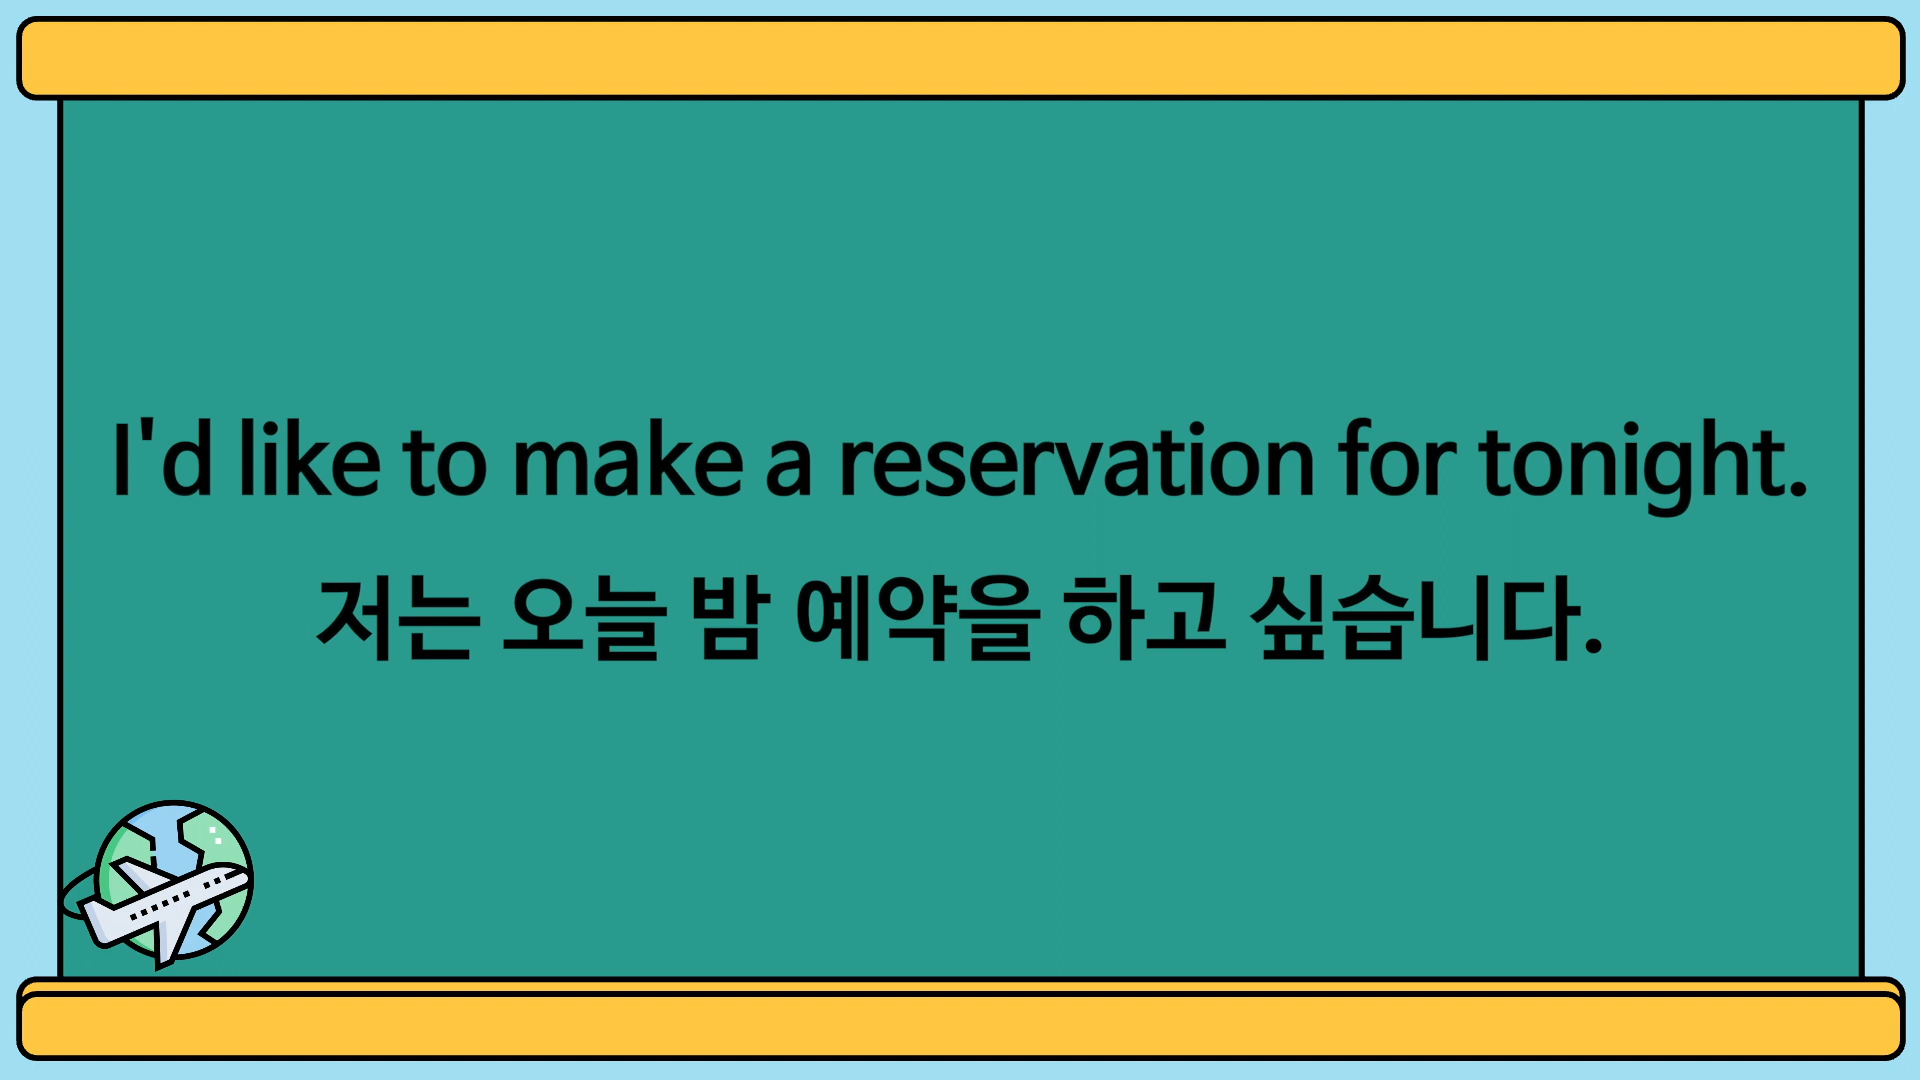 I'd like to make a reservation for tonight.
저는 오늘 밤 예약을 하고 싶습니다.